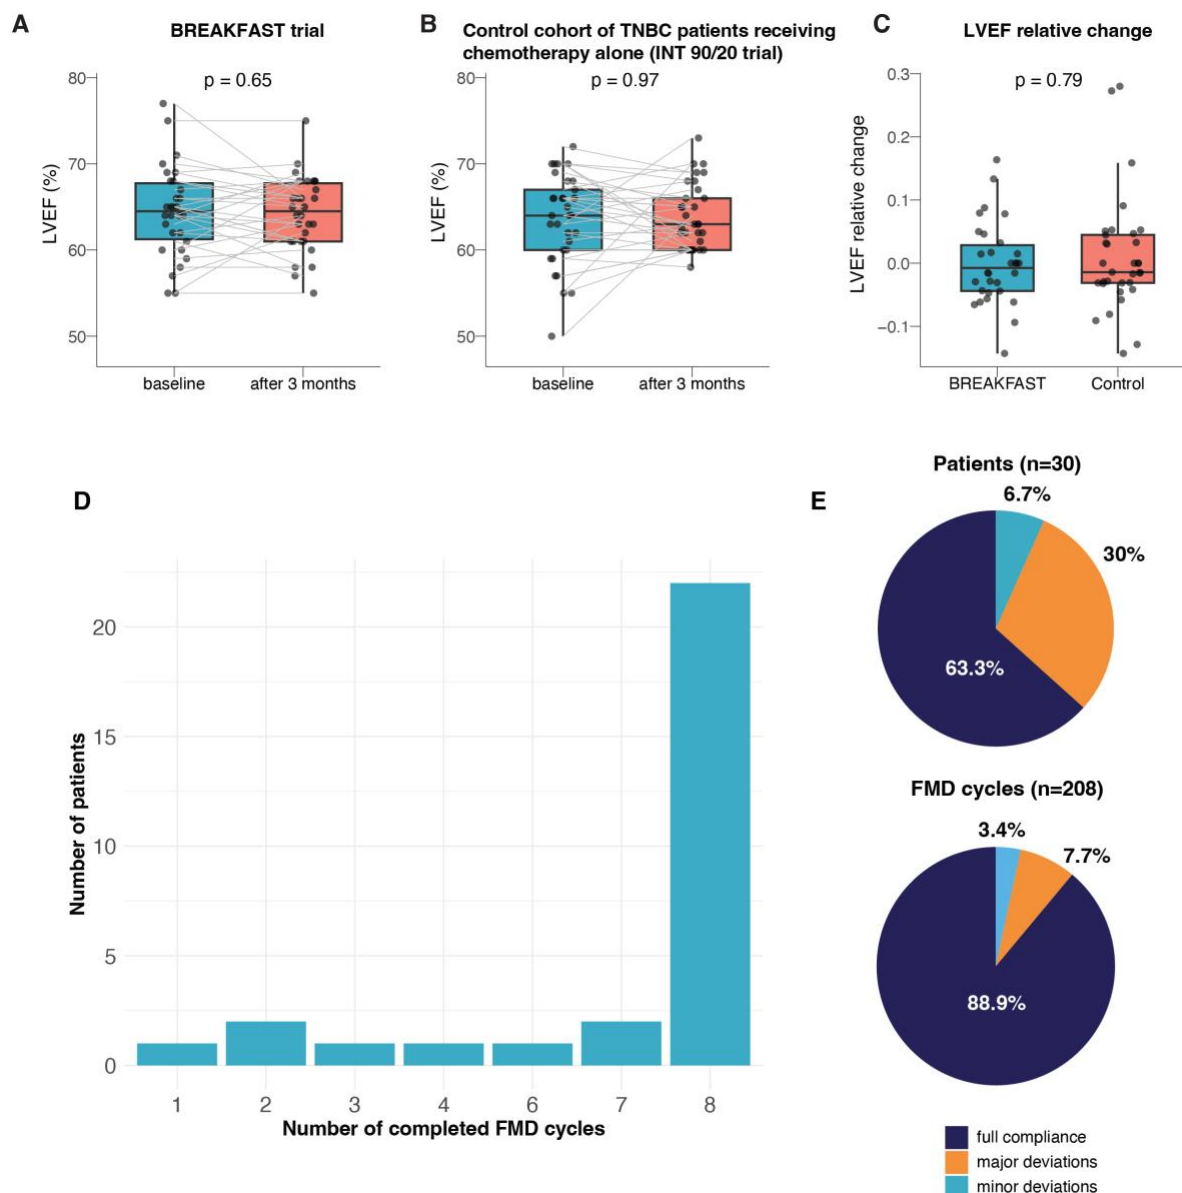 A
BREAKFAST trial
p = 0.65
LVEF (%)
80
70
60
50
baseline
after 3 months
B
Control cohort of TNBC patients receiving
chemotherapy alone (INT 90/20 trial)
p = 0.97
LVEF (%)
80
70
60
50
baseline
after 3 months
C
LVEF relative change
p = 0.79
LVEF relative change
0.3
0.2
0.1
0.0
−0.1
BREAKFAST
Control
D
Number of patients
20
15
10
5
0
1
2
3
4
6
7
8
Number of completed FMD cycles
E
Patients (n=30)
6.7%
30%
63.3%
FMD cycles (n=208)
3.4%
7.7%
88.9%
full compliance
major deviations
minor deviations